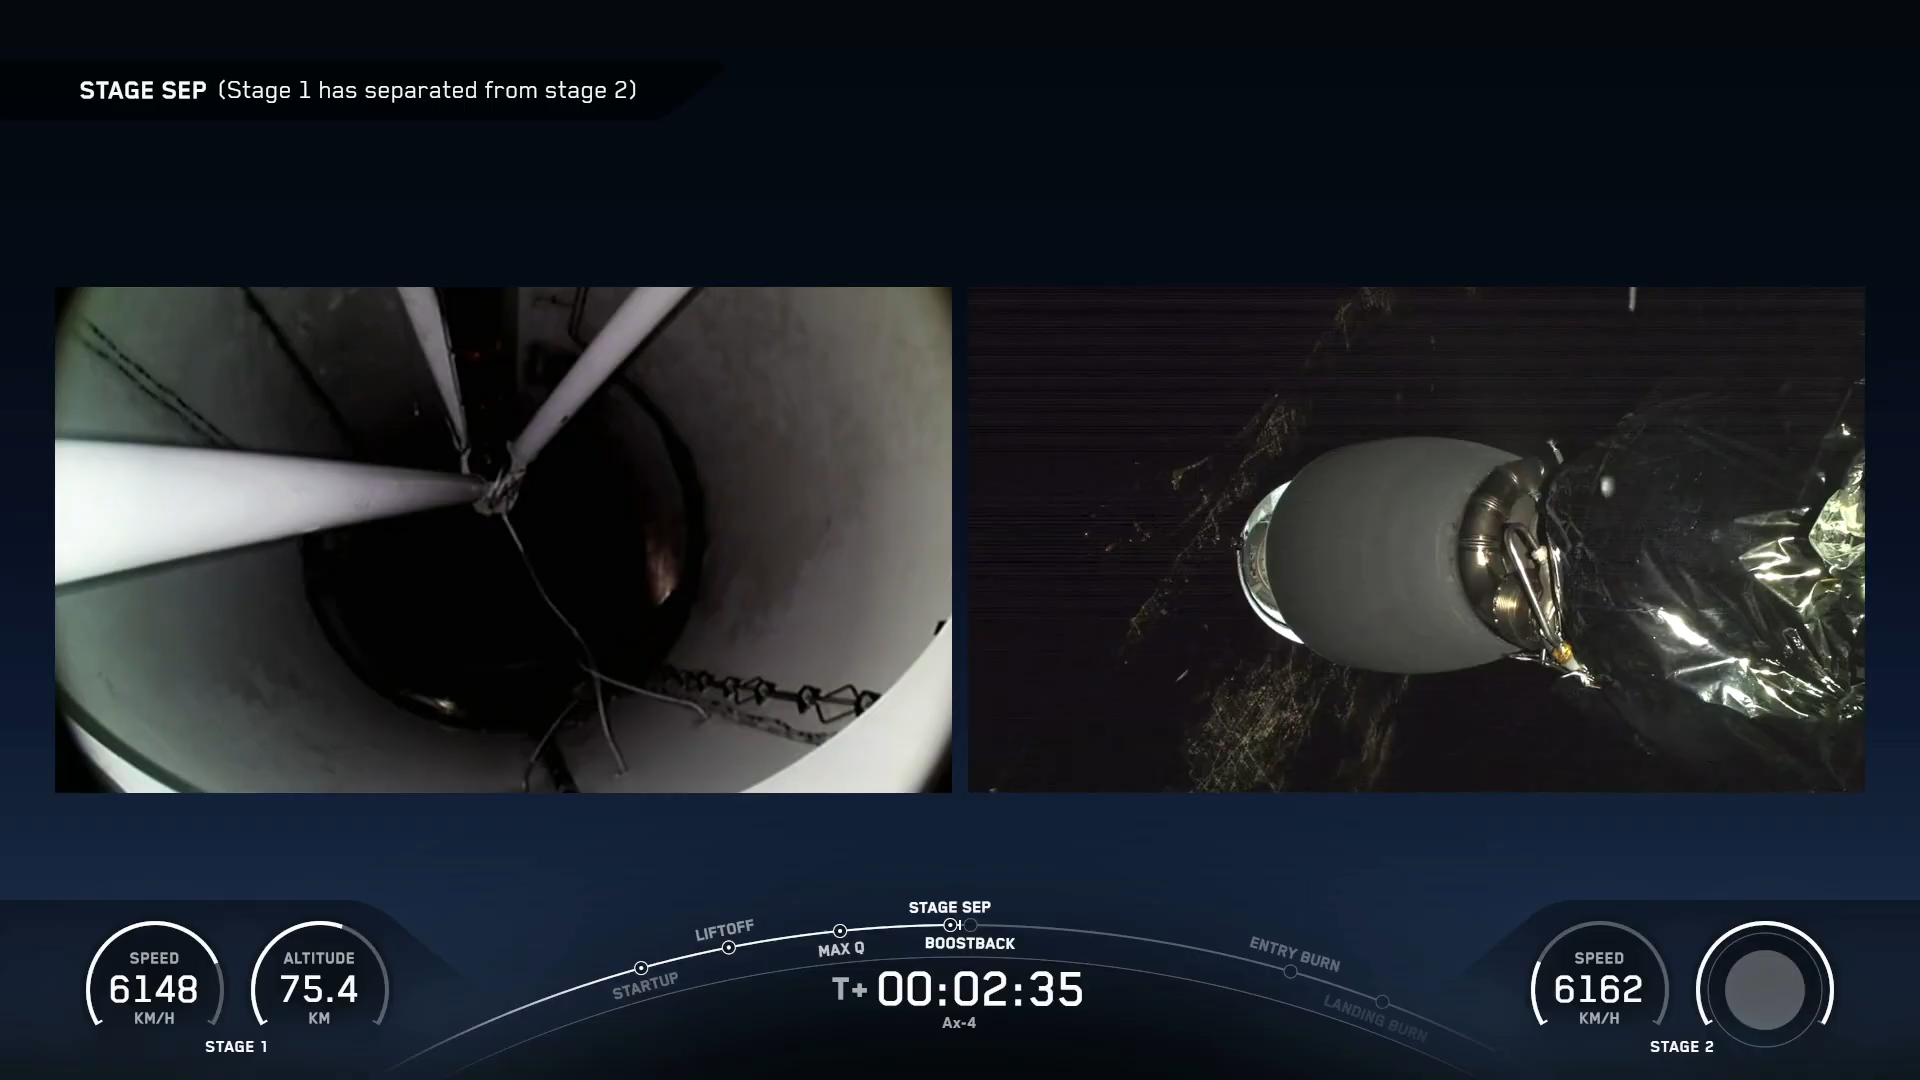 STAGE SEP (Stage 1 has separated from stage 2)
STARTUP
LIFTOFF
MAX Q
STAGE SEP
BOOSTBACK
ENTRY BURN
LANDING BURN
SPEED
6148
KM/H
ALTITUDE
75.4
KM
STAGE 1
T+ 00:02:35
Ax-4
SPEED
6162
KM/H
STAGE 2